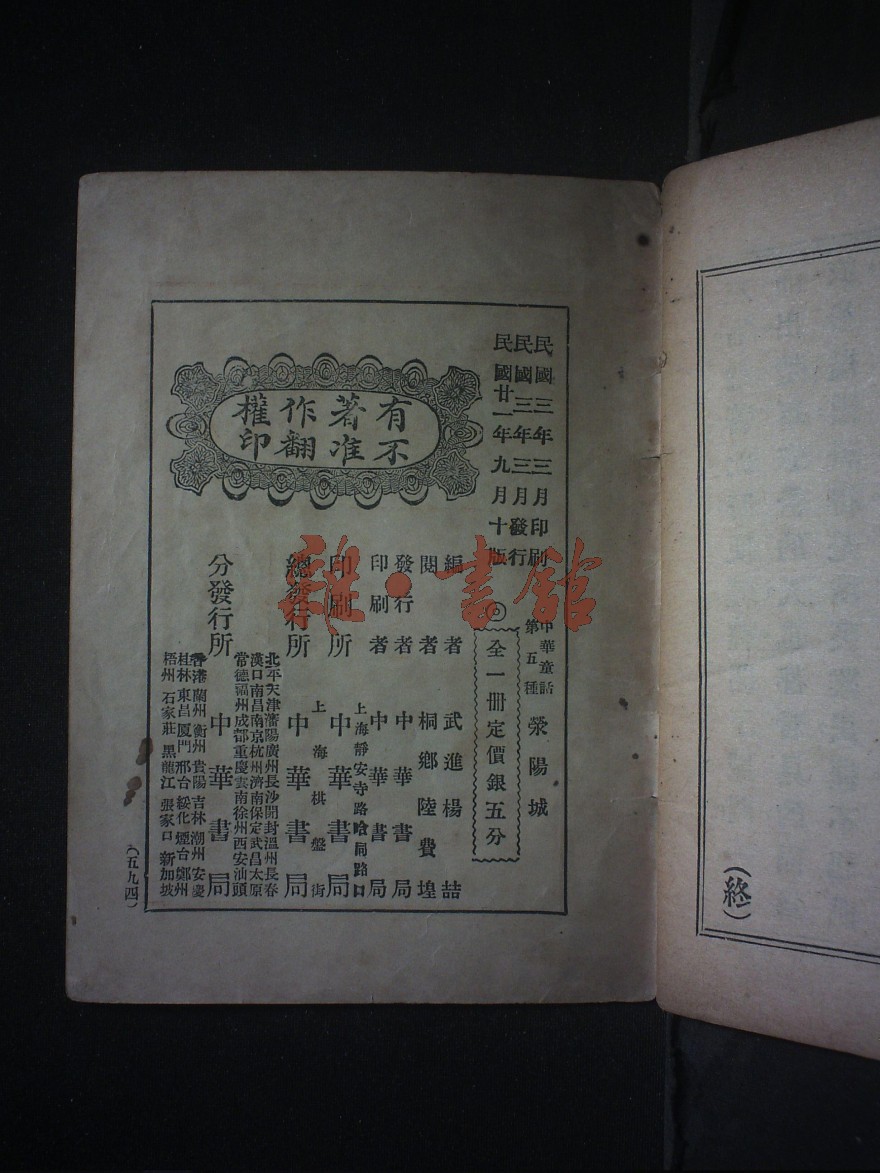 民國三年三月印刷
民國三年三月發行
民國廿一年九月十版
有著作權
不准翻印
中華童話
第五種
滎陽城
全一冊定價銀五分
編者 武進楊喆
閱者 桐鄉陸費堭
發行者 中華書局
印刷者 中華書局
上海靜安寺路哈同路口
印刷所 中華書局
上海棋盤街
總發行所 中華書局
北平天津瀋陽廣州長沙開封溫州長春
漢口南昌南京杭州濟南保定武昌太原
常德福州成都重慶雲南徐州西安汕頭
分發行所 中華書局
香港蘭州衡州貴陽吉林潮州安慶
桂林東昌厦門邢台綏化煙台鄭州
梧州石家莊黑龍江張家口新加坡
(五九四)
(終)
雜·書館